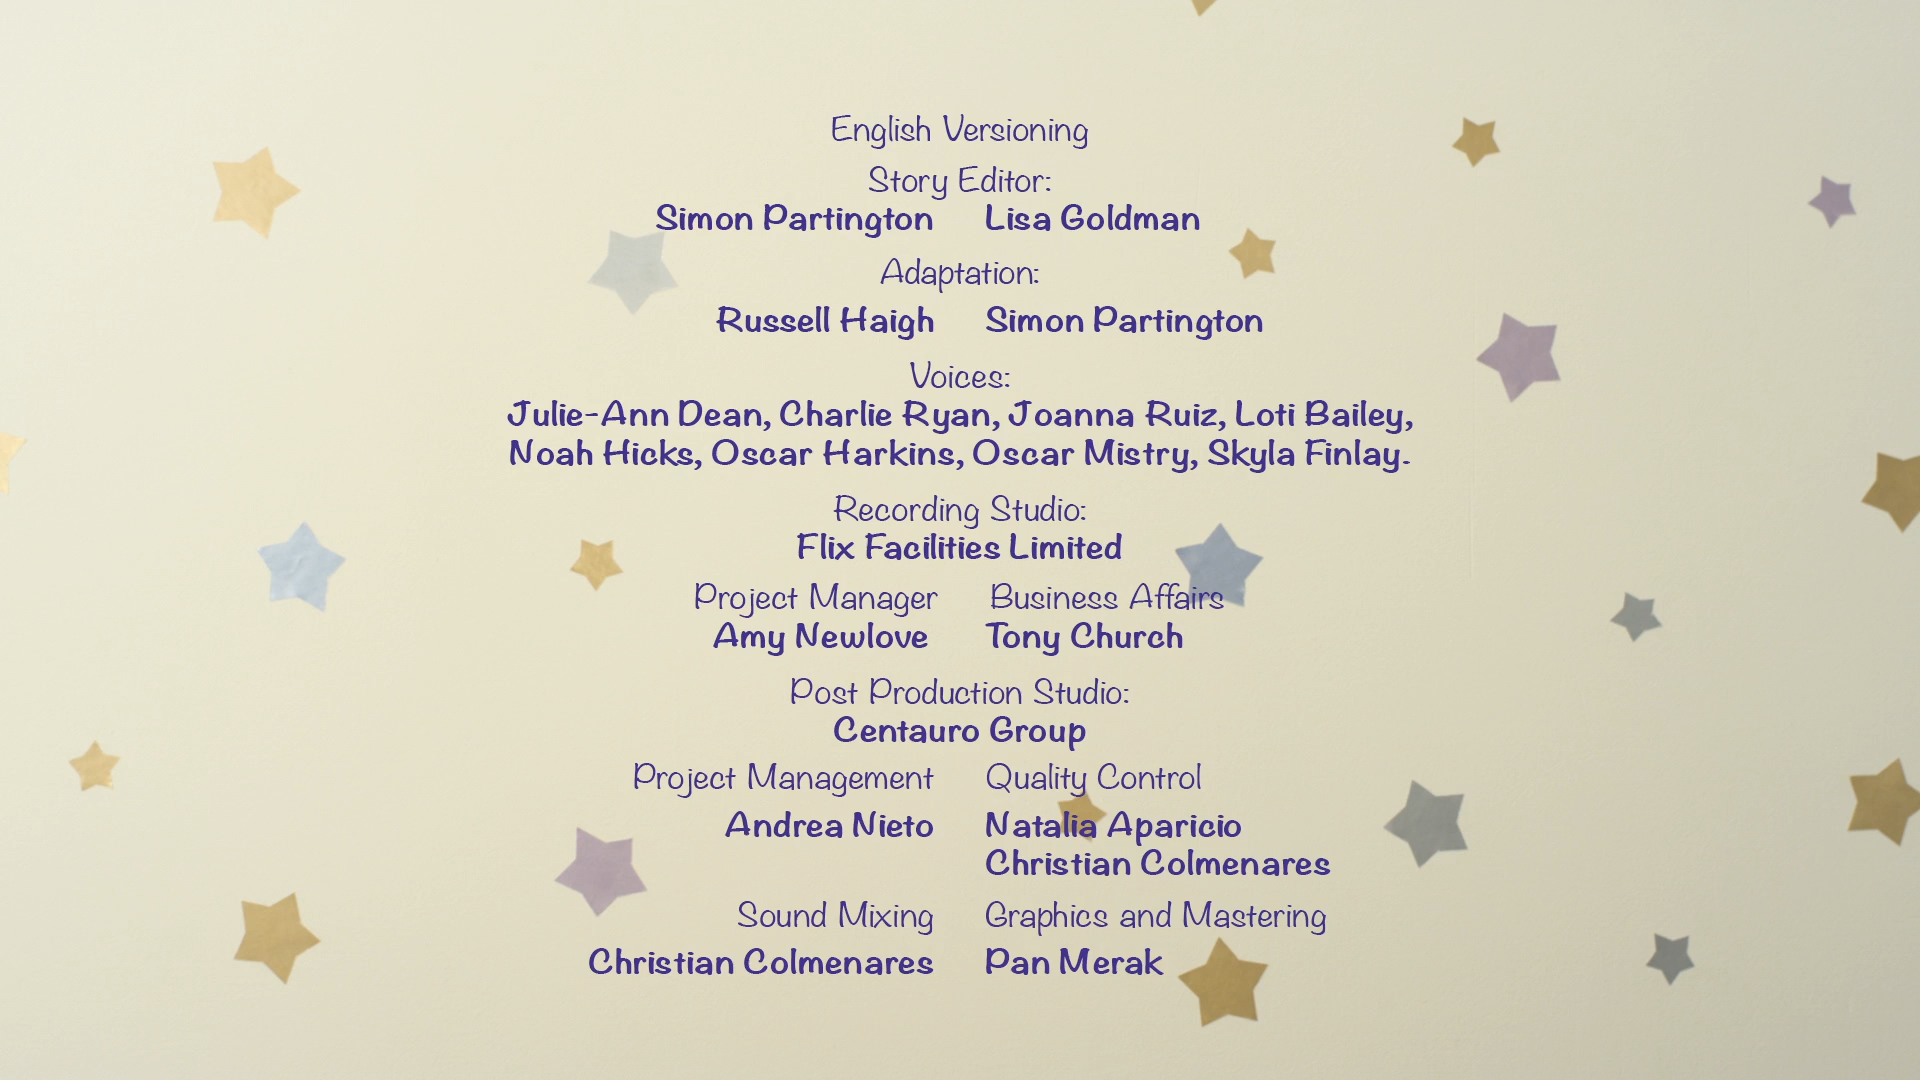 English Versioning
Story Editor:
Simon Partington Lisa Goldman
Adaptation:
Russell Haigh Simon Partington
Voices:
Julie-Ann Dean, Charlie Ryan, Joanna Ruiz, Loti Bailey,
Noah Hicks, Oscar Harkins, Oscar Mistry, Skyla Finlay.
Recording Studio:
Flix Facilities Limited
Project Manager Business Affairs
Amy Newlove Tony Church
Post Production Studio:
Centauro Group
Project Management Quality Control
Andrea Nieto Natalia Aparicio
Christian Colmenares
Sound Mixing Graphics and Mastering
Christian Colmenares Pan Merak